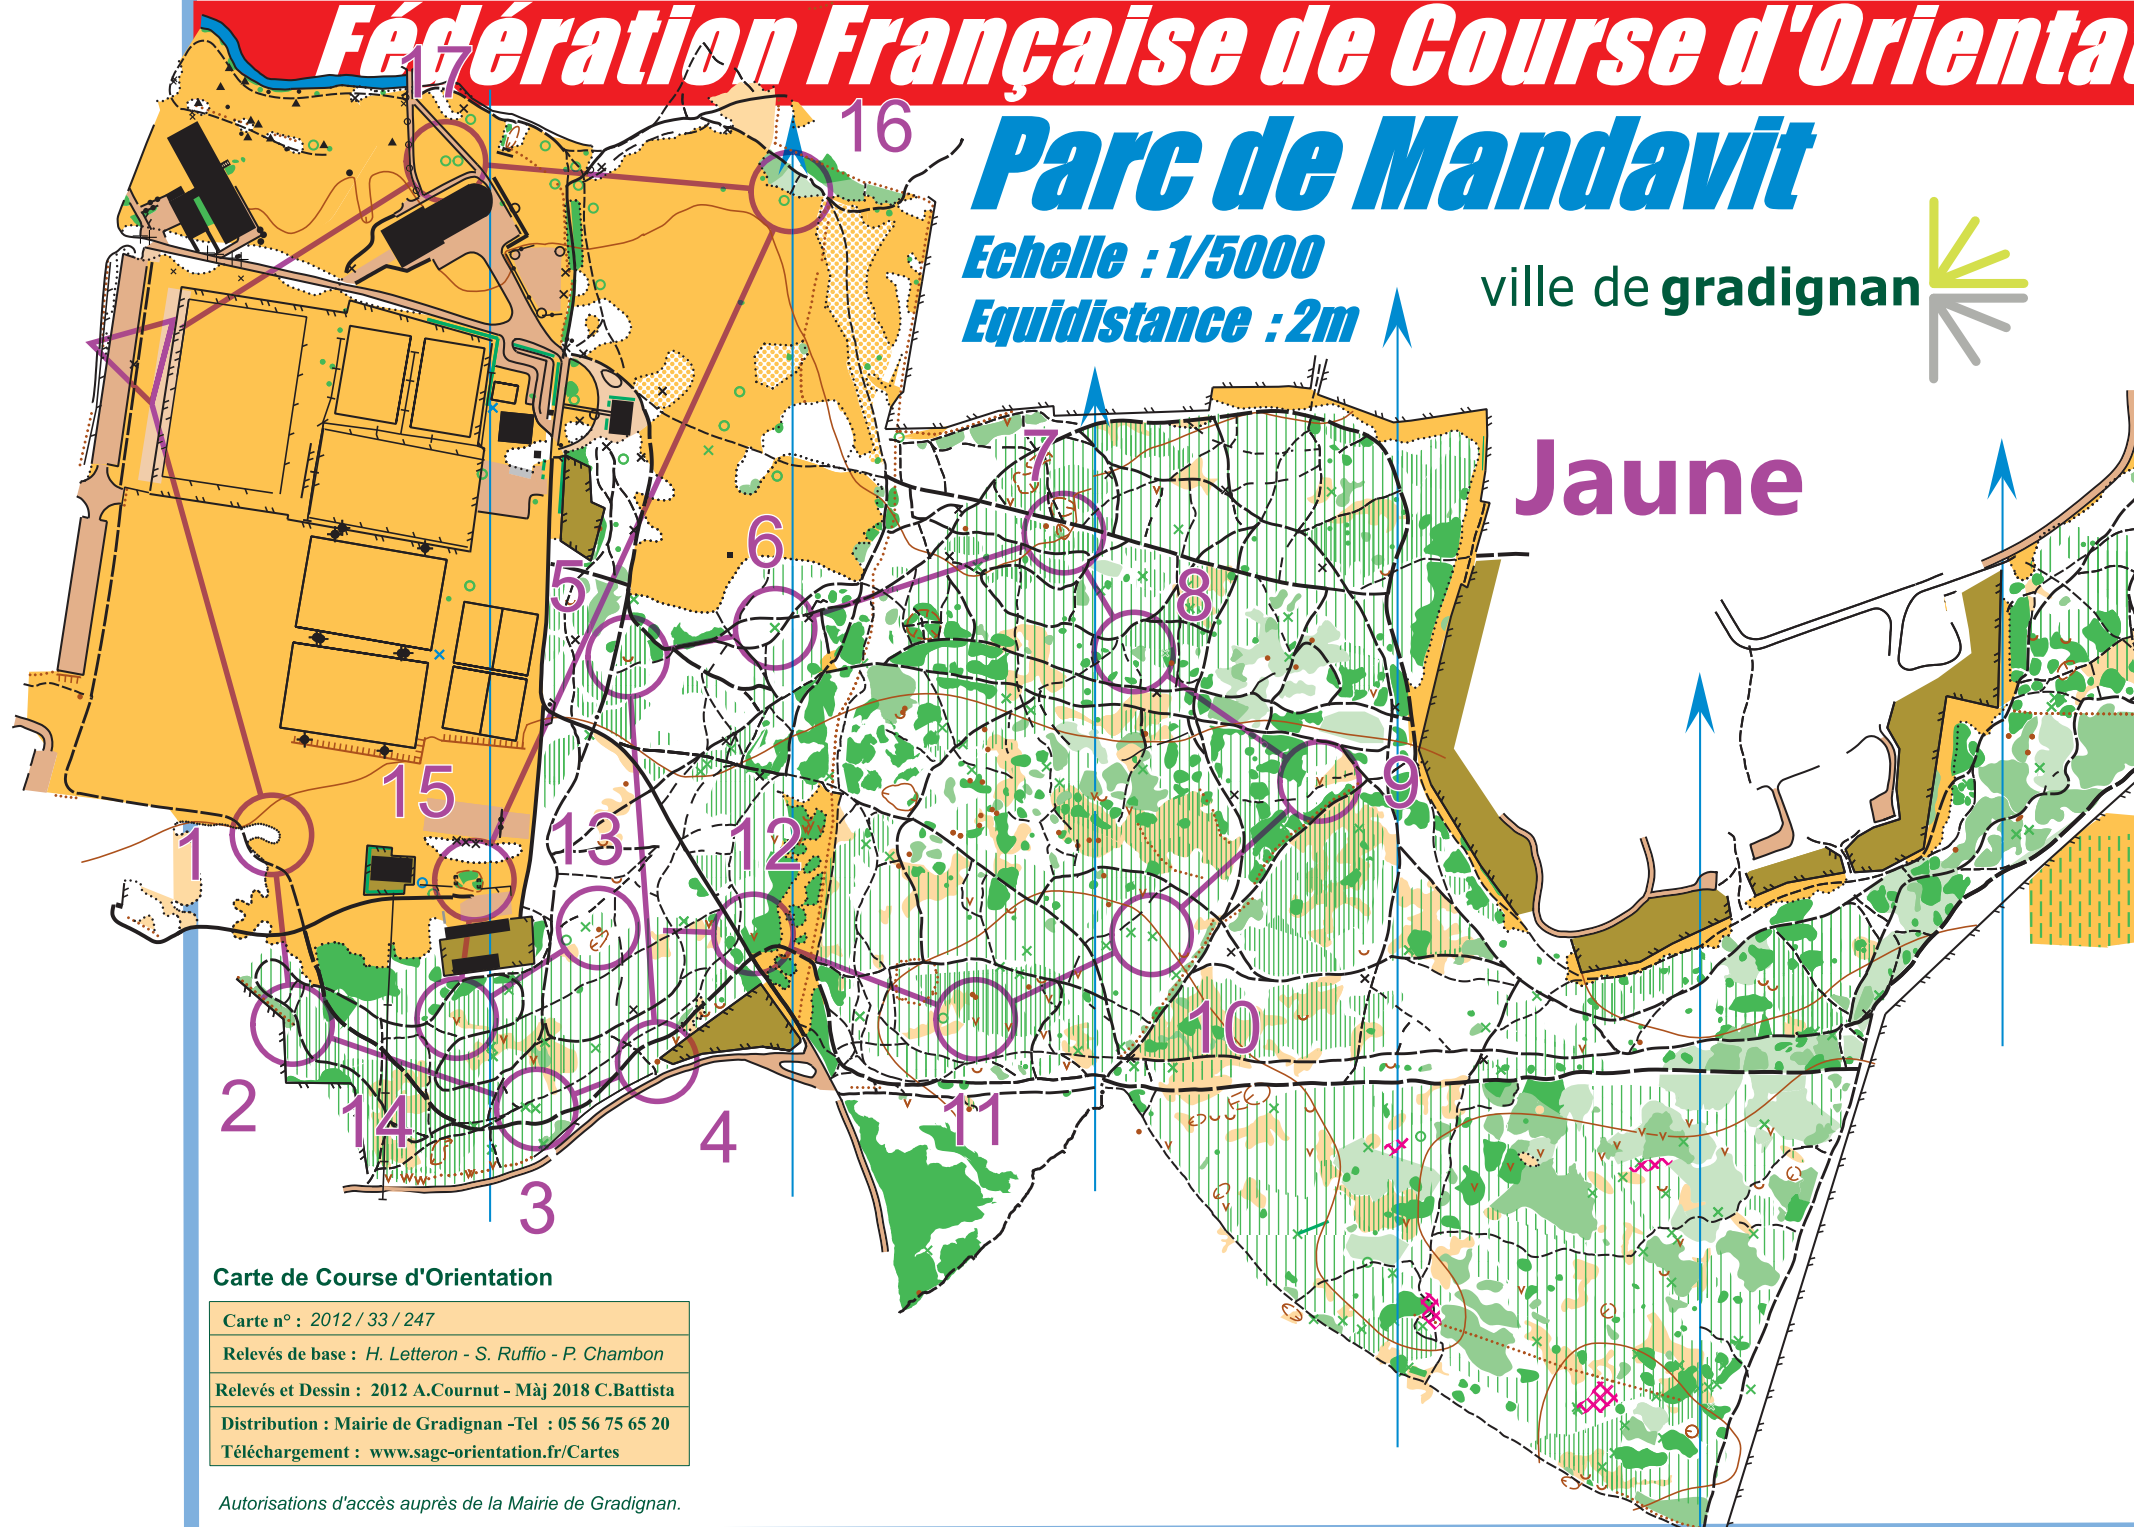 Fédération Française de Course d'Orienta
Parc de Mandavit
Echelle : 1/5000
Equidistance : 2m
ville de gradignan
Jaune
17
16
7
6
8
5
9
15
1
13
12
10
2
14
11
4
3
Carte de Course d'Orientation
Carte n° : 2012 / 33 / 247
Relevés de base : H. Letteron - S. Ruffio - P. Chambon
Relevés et Dessin : 2012 A.Cournut - Màj 2018 C.Battista
Distribution : Mairie de Gradignan -Tel : 05 56 75 65 20
Téléchargement : www.sagc-orientation.fr/Cartes
Autorisations d'accès auprès de la Mairie de Gradignan.